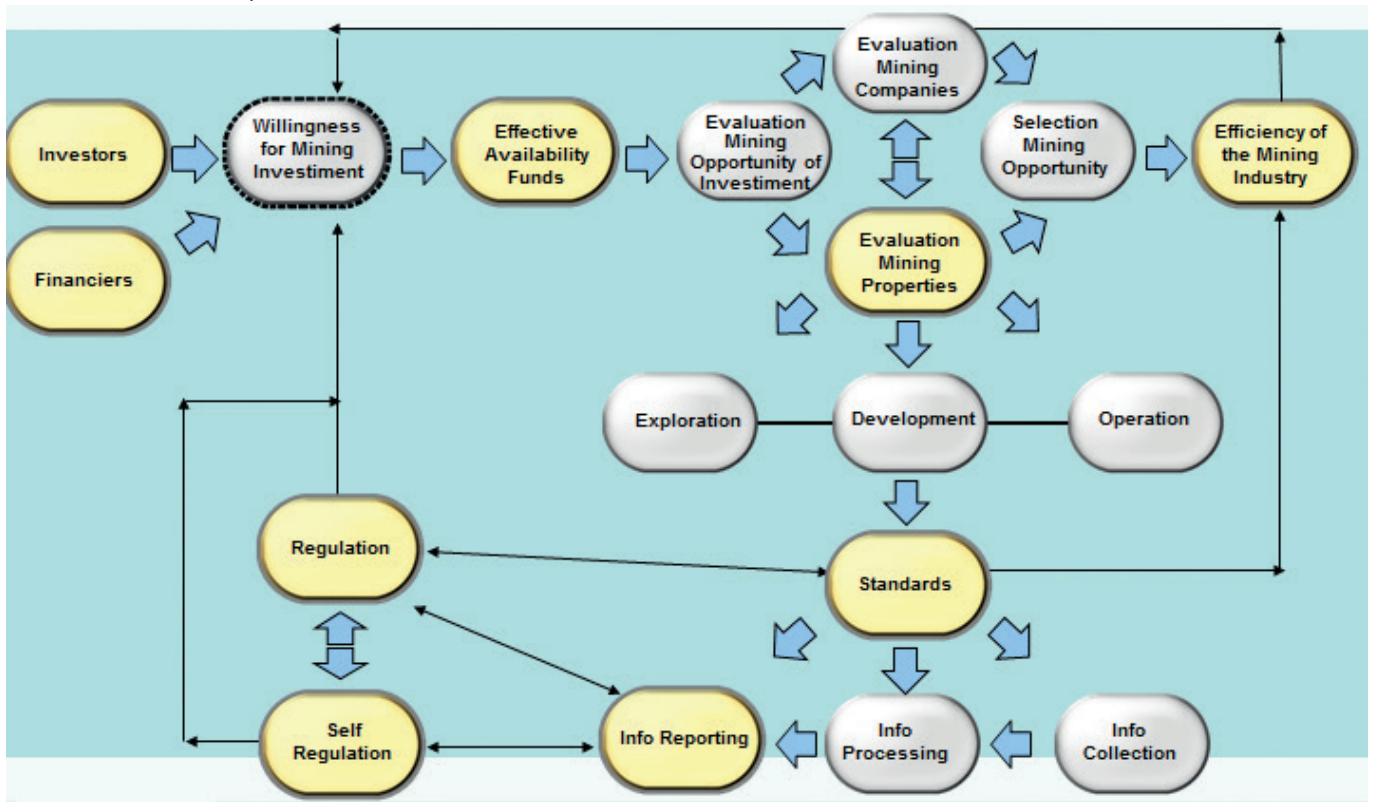 Evaluation
Mining
Companies
Investors
Willingness
for Mining
Investiment
Effective
Availability
Funds
Evaluation
Mining
Opportunity of
Investiment
Selection
Mining
Opportunity
Efficiency of
the Mining
Industry
Financiers
Evaluation
Mining
Properties
Exploration
Development
Operation
Regulation
Standards
Self
Regulation
Info Reporting
Info
Processing
Info
Collection